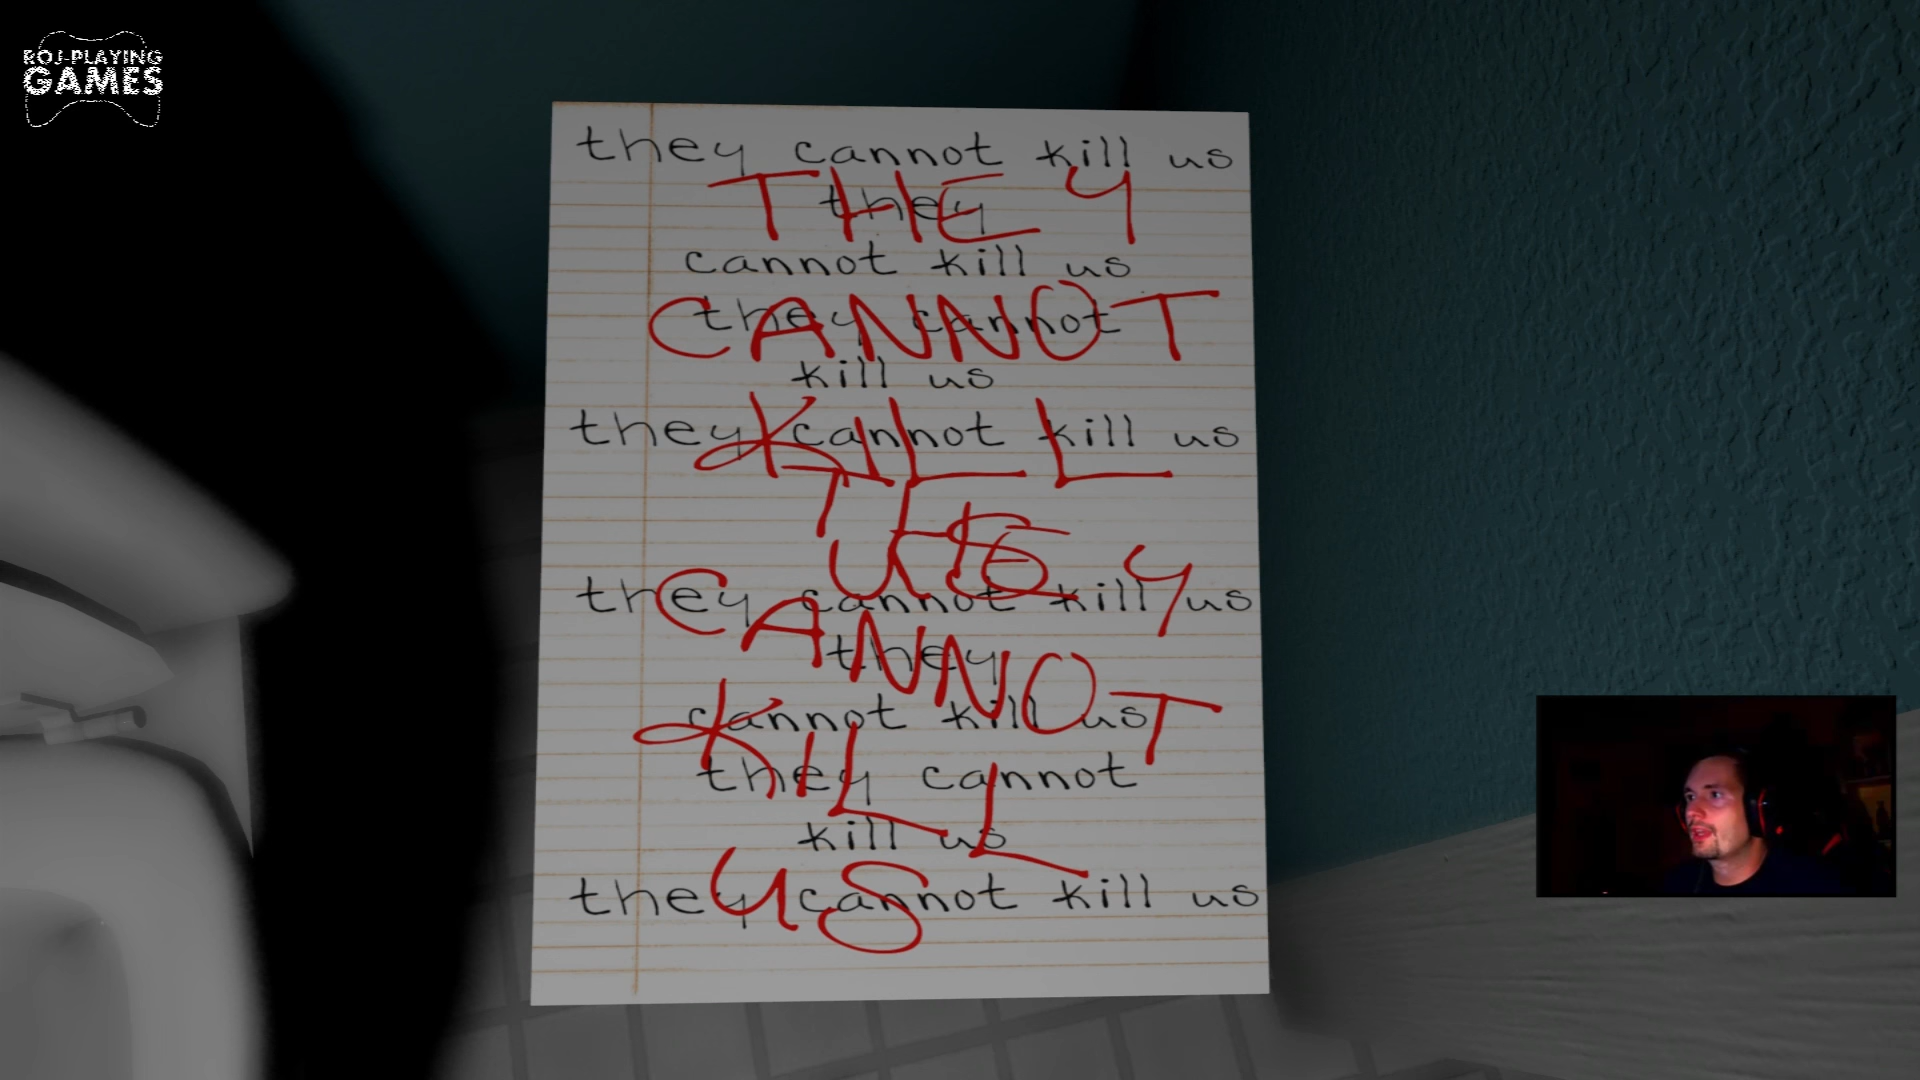 ROJ-PLAYING
GAMES
they cannot kill us
THEY
they
cannot kill us
CANNOT
they cannot
kill us
KILL
they cannot kill us
US
THEY
they cannot kill us
CANNOT
they
cannot kill us
KILL
they cannot
kill us
US
they cannot kill us